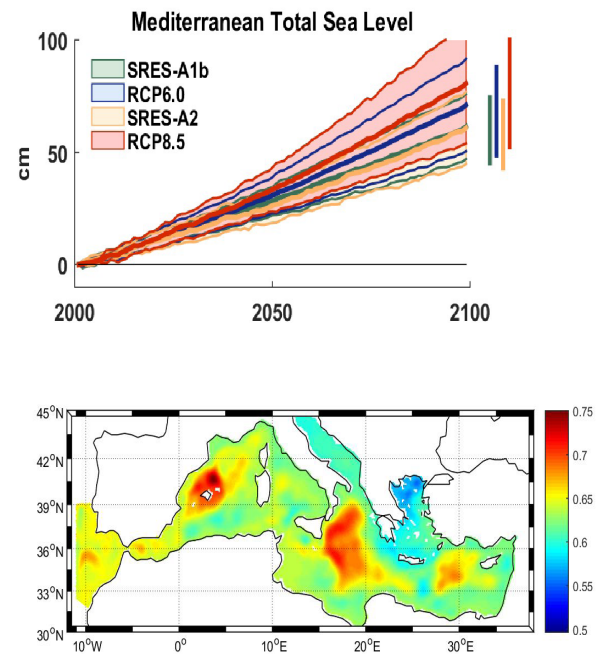 Mediterranean Total Sea Level
100
SRES-A1b
RCP6.0
SRES-A2
RCP8.5
cm
50
0
2000 2050 2100
45°N
42°N
39°N
36°N
33°N
30°N
10°W 0° 10°E 20°E 30°E
0.75
0.7
0.65
0.6
0.55
0.5